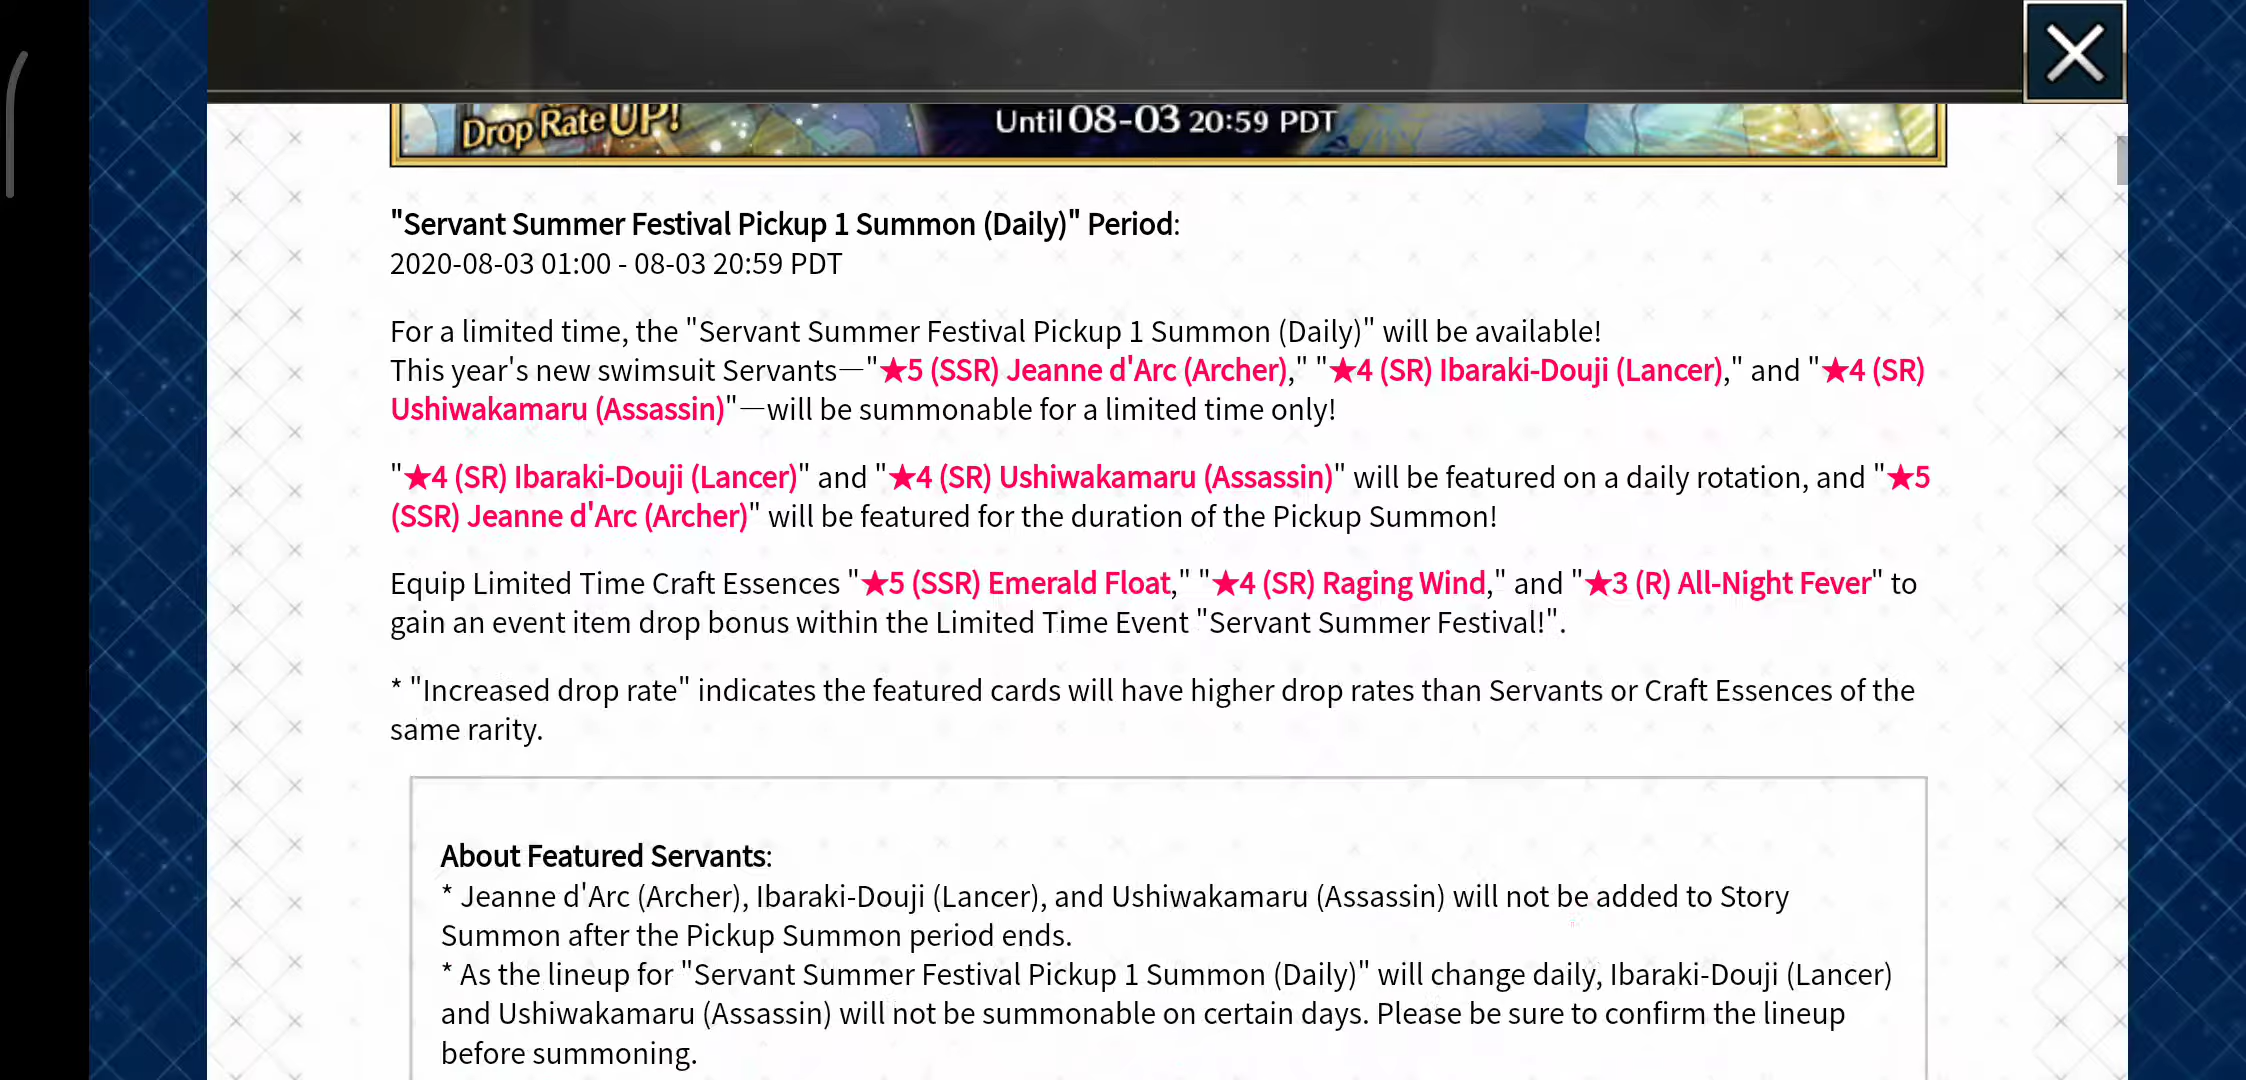 Drop Rate UP!
Until 08-03 20:59 PDT
"Servant Summer Festival Pickup 1 Summon (Daily)" Period:
2020-08-03 01:00 - 08-03 20:59 PDT
For a limited time, the "Servant Summer Festival Pickup 1 Summon (Daily)" will be available!
This year's new swimsuit Servants—"★5 (SSR) Jeanne d'Arc (Archer)," "★4 (SR) Ibaraki-Douji (Lancer)," and "★4 (SR)
Ushiwakamaru (Assassin)"—will be summonable for a limited time only!
"★4 (SR) Ibaraki-Douji (Lancer)" and "★4 (SR) Ushiwakamaru (Assassin)" will be featured on a daily rotation, and "★5
(SSR) Jeanne d'Arc (Archer)" will be featured for the duration of the Pickup Summon!
Equip Limited Time Craft Essences "★5 (SSR) Emerald Float," "★4 (SR) Raging Wind," and "★3 (R) All-Night Fever" to
gain an event item drop bonus within the Limited Time Event "Servant Summer Festival!".
* "Increased drop rate" indicates the featured cards will have higher drop rates than Servants or Craft Essences of the
same rarity.
About Featured Servants:
* Jeanne d'Arc (Archer), Ibaraki-Douji (Lancer), and Ushiwakamaru (Assassin) will not be added to Story
Summon after the Pickup Summon period ends.
* As the lineup for "Servant Summer Festival Pickup 1 Summon (Daily)" will change daily, Ibaraki-Douji (Lancer)
and Ushiwakamaru (Assassin) will not be summonable on certain days. Please be sure to confirm the lineup
before summoning.